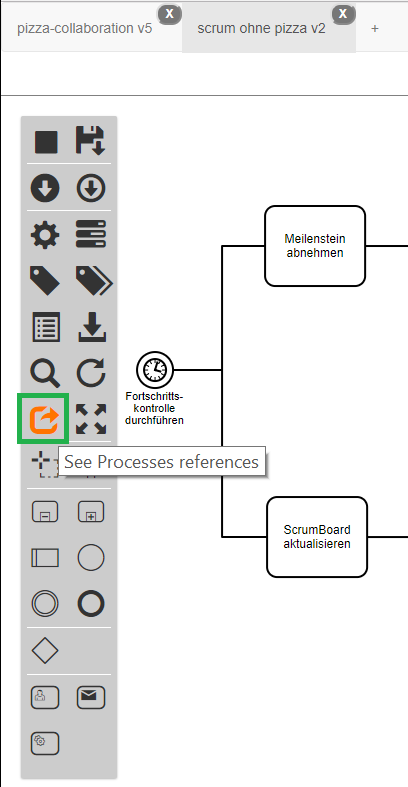 pizza-collaboration v5
X
scrum ohne pizza v2
X
+
Meilenstein
abnehmen
Fortschritts-
kontrolle
durchführen
See Processes references
ScrumBoard
aktualisieren